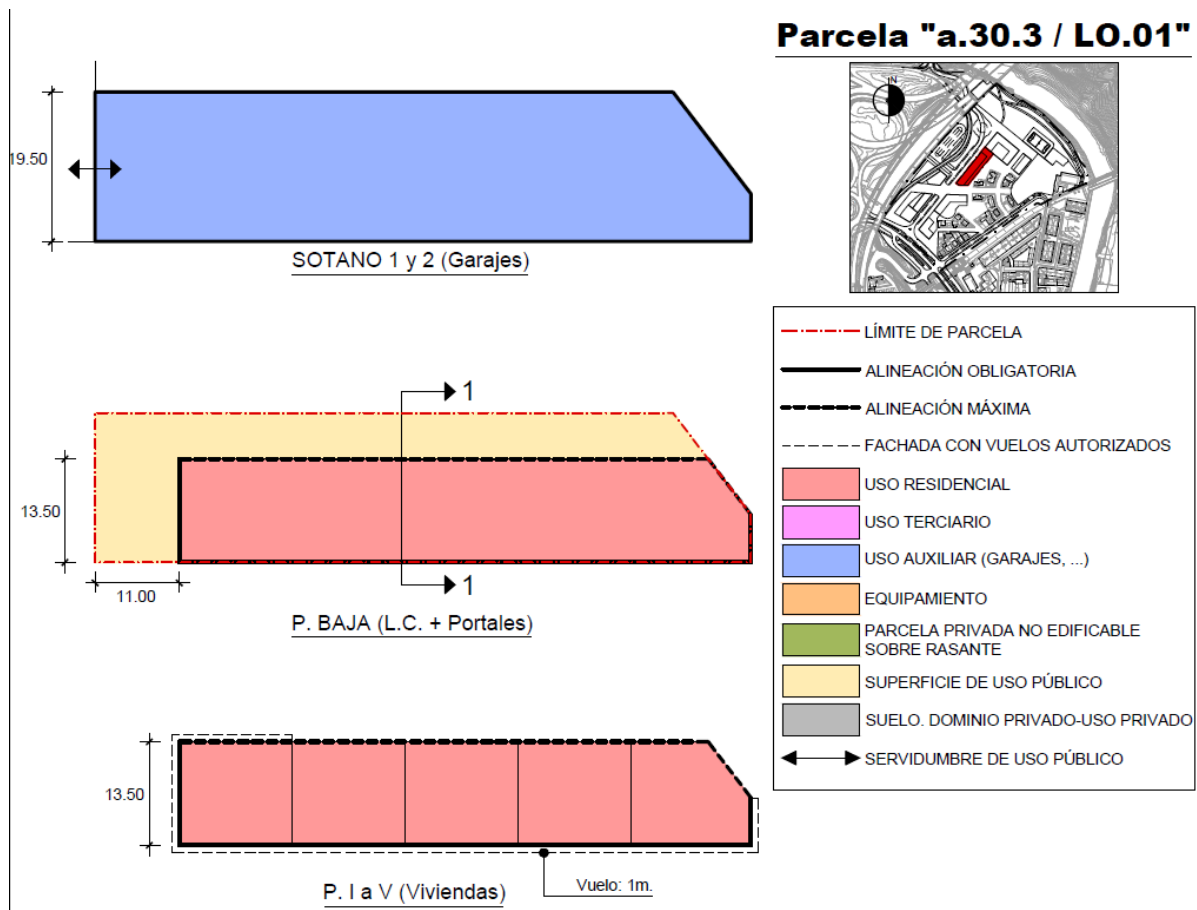 Parcela "a.30.3 / LO.01"
N
19.50
SOTANO 1 y 2 (Garajes)
LÍMITE DE PARCELA
ALINEACIÓN OBLIGATORIA
ALINEACIÓN MÁXIMA
FACHADA CON VUELOS AUTORIZADOS
USO RESIDENCIAL
USO TERCIARIO
USO AUXILIAR (GARAJES, ...)
EQUIPAMIENTO
PARCELA PRIVADA NO EDIFICABLE
SOBRE RASANTE
SUPERFICIE DE USO PÚBLICO
SUELO. DOMINIO PRIVADO-USO PRIVADO
SERVIDUMBRE DE USO PÚBLICO
1
13.50
1
11.00
P. BAJA (L.C. + Portales)
13.50
Vuelo: 1m.
P. I a V (Viviendas)